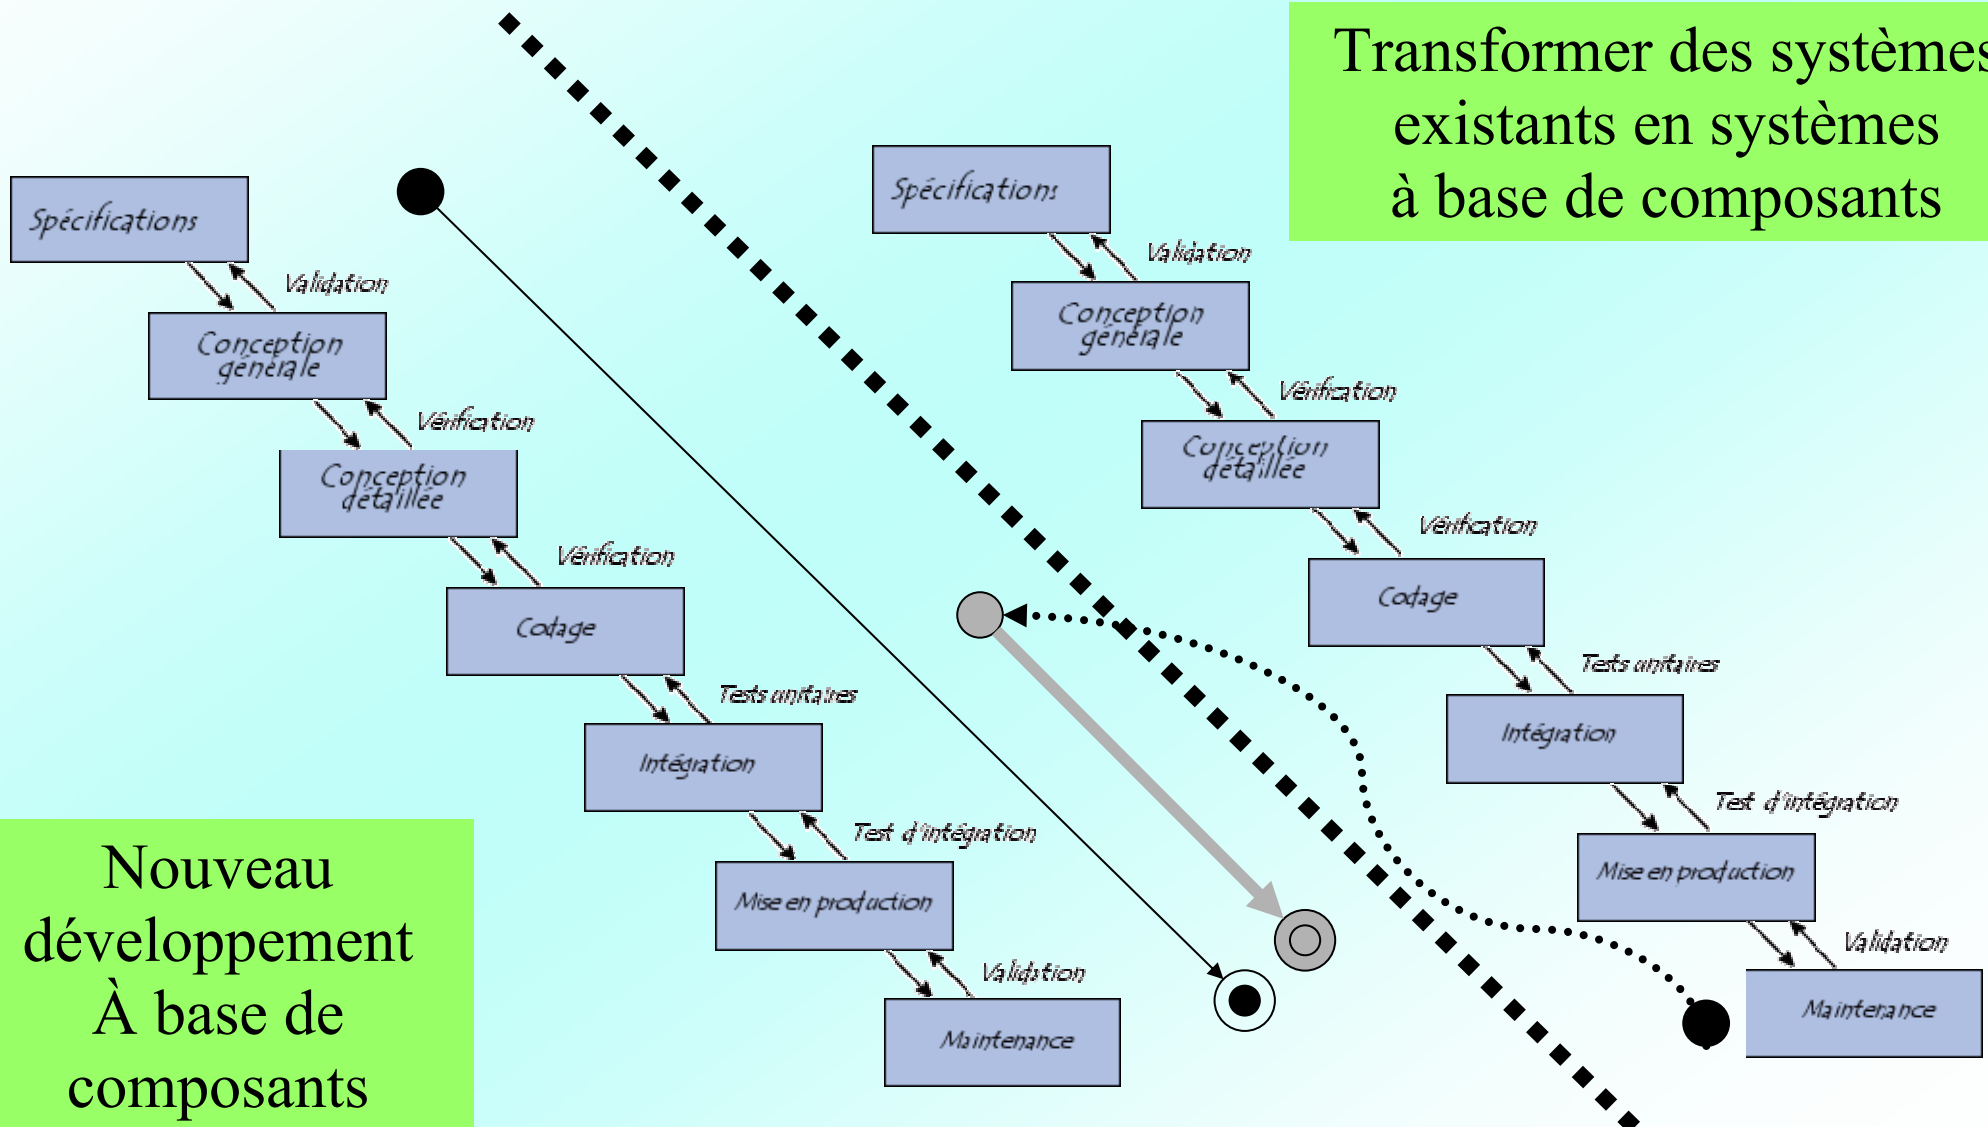 Transformer des systèmes
existants en systèmes
à base de composants
Spécifications
Validation
Conception
générale
Vérification
Conception
détaillée
Vérification
Codage
Tests unitaires
Intégration
Test d'intégration
Mise en production
Validation
Maintenance
Spécifications
Validation
Conception
générale
Vérification
Conception
détaillée
Vérification
Codage
Tests unitaires
Intégration
Test d'intégration
Mise en production
Validation
Maintenance
Nouveau
développement
À base de
composants